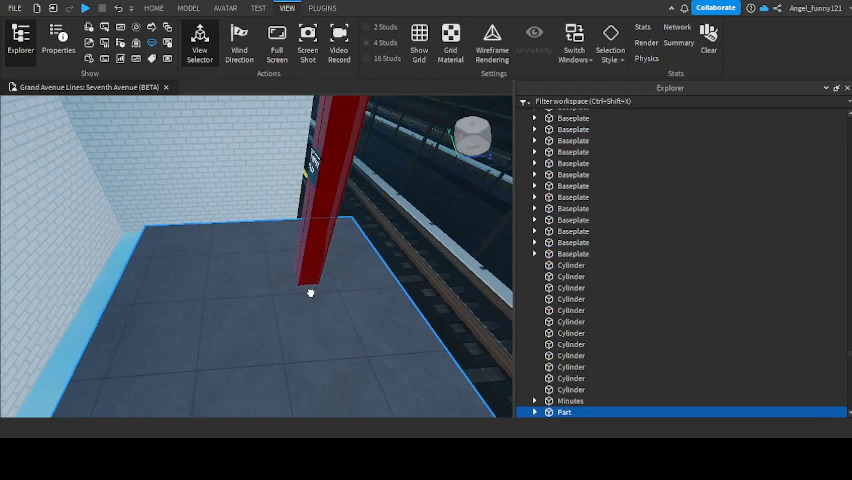 FILE HOME MODEL AVATAR TEST VIEW PLUGINS Collaborate Angel_funny121
Explorer Properties View Selector Wind Direction Full Screen Screen Shot Video Record 2 Studs 4 Studs 16 Studs Show Grid Grid Material Wireframe Rendering UI Visibility Switch Windows Selection Style Stats Network Render Summary Physics Clear
Show Actions Settings Stats
Grand Avenue Lines: Seventh Avenue (BETA) Explorer
Filter workspace (Ctrl+Shift+X)
Baseplate
Baseplate
Baseplate
Baseplate
Baseplate
Baseplate
Baseplate
Baseplate
Baseplate
Baseplate
Baseplate
Baseplate
Baseplate
Baseplate
Cylinder
Cylinder
Cylinder
Cylinder
Cylinder
Cylinder
Cylinder
Cylinder
Cylinder
Cylinder
Cylinder
Cylinder
Minutes
Part